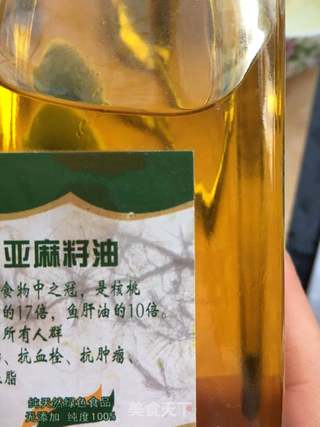 亚麻籽油
食物中之冠，是核桃
的17倍，鱼肝油的10倍。
所有人群
、抗血栓、抗肿瘤、
脂
純天然绿色食品
无添加 纯度100%
美食天下